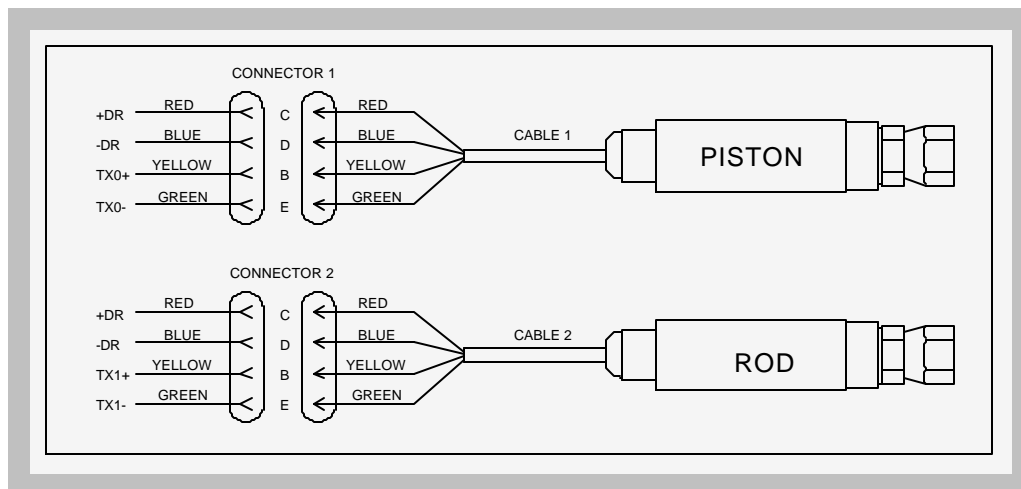 CONNECTOR 1
+DR RED C RED
-DR BLUE D BLUE CABLE 1
TX0+ YELLOW B YELLOW PISTON
TX0- GREEN E GREEN
CONNECTOR 2
+DR RED C RED
-DR BLUE D BLUE CABLE 2
TX1+ YELLOW B YELLOW ROD
TX1- GREEN E GREEN